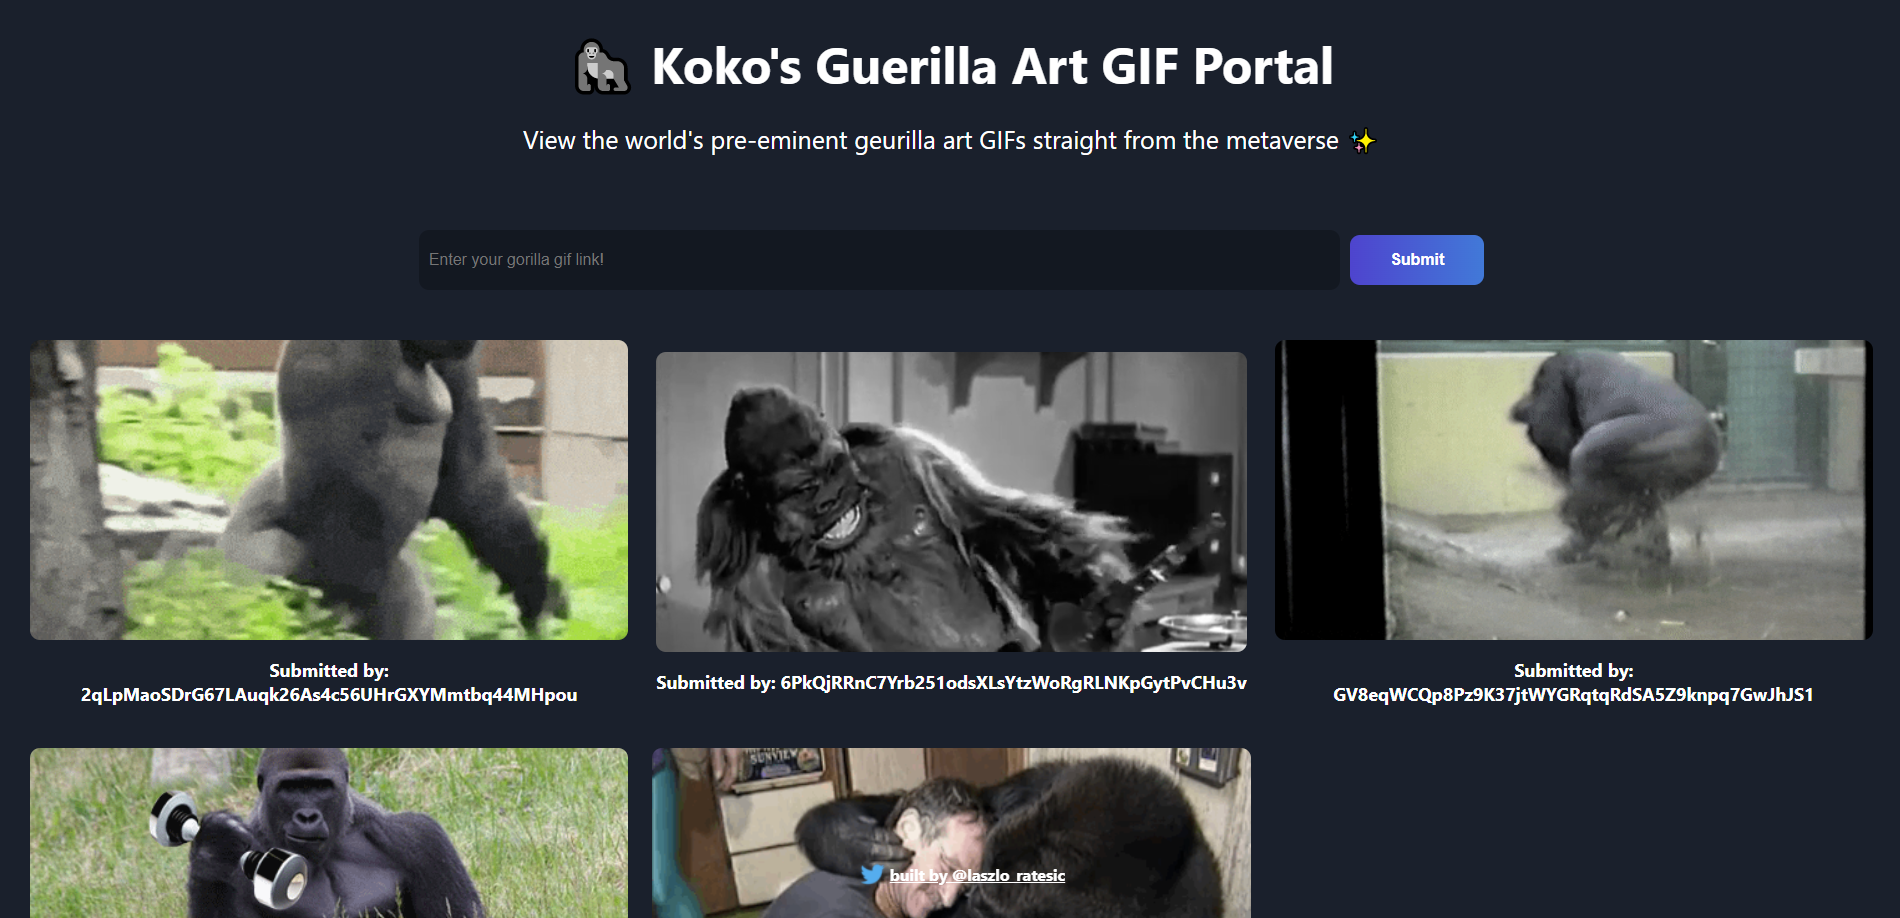 Koko's Guerilla Art GIF Portal
View the world's pre-eminent geurilla art GIFs straight from the metaverse
Enter your gorilla gif link!
Submit
Submitted by:
2qLpMaoSDrG67LAuqk26As4c56UHrGXYMmtbq44MHpou
Submitted by: 6PkQjRRnC7Yrb251odsXLsYtzWoRgRLNKpGytPvCHu3v
Submitted by:
GV8eqWCQp8Pz9K37jtWYGRqtqRdSA5Z9knpq7GwJhJS1
built by @laszlo_ratesic